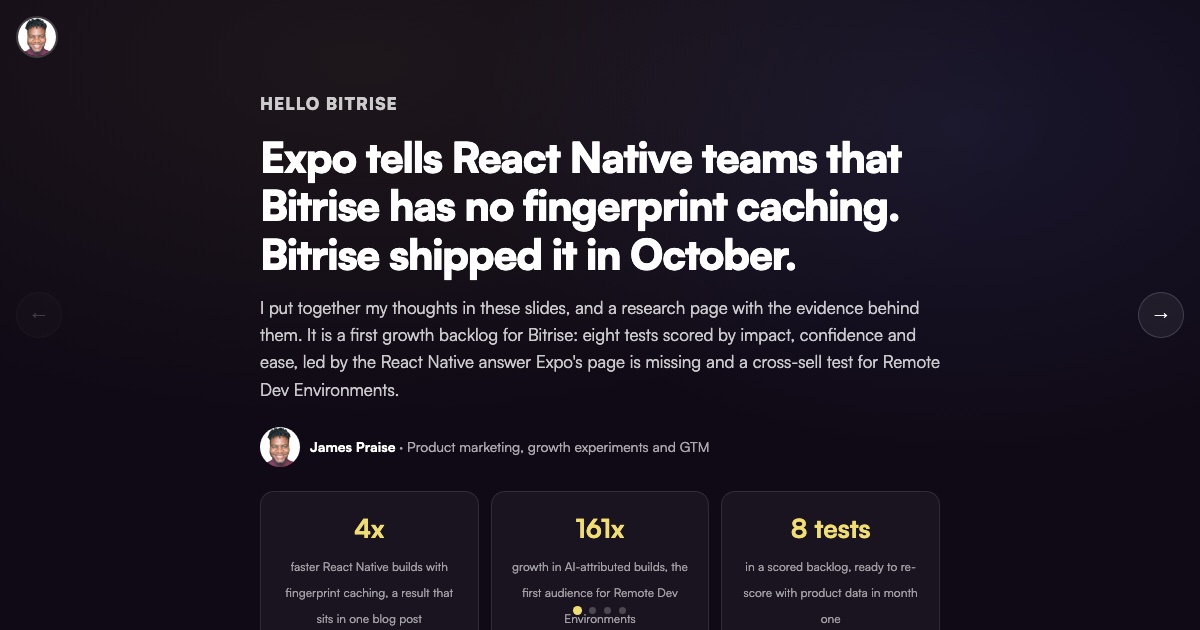 HELLO BITRISE
Expo tells React Native teams that
Bitrise has no fingerprint caching.
Bitrise shipped it in October.
I put together my thoughts in these slides, and a research page with the evidence behind
them. It is a first growth backlog for Bitrise: eight tests scored by impact, confidence and
ease, led by the React Native answer Expo's page is missing and a cross-sell test for Remote
Dev Environments.
James Praise · Product marketing, growth experiments and GTM
4x
faster React Native builds with
fingerprint caching, a result that
sits in one blog post
161x
growth in AI-attributed builds, the
first audience for Remote Dev
Environments
8 tests
in a scored backlog, ready to re-
score with product data in month
one
←
→